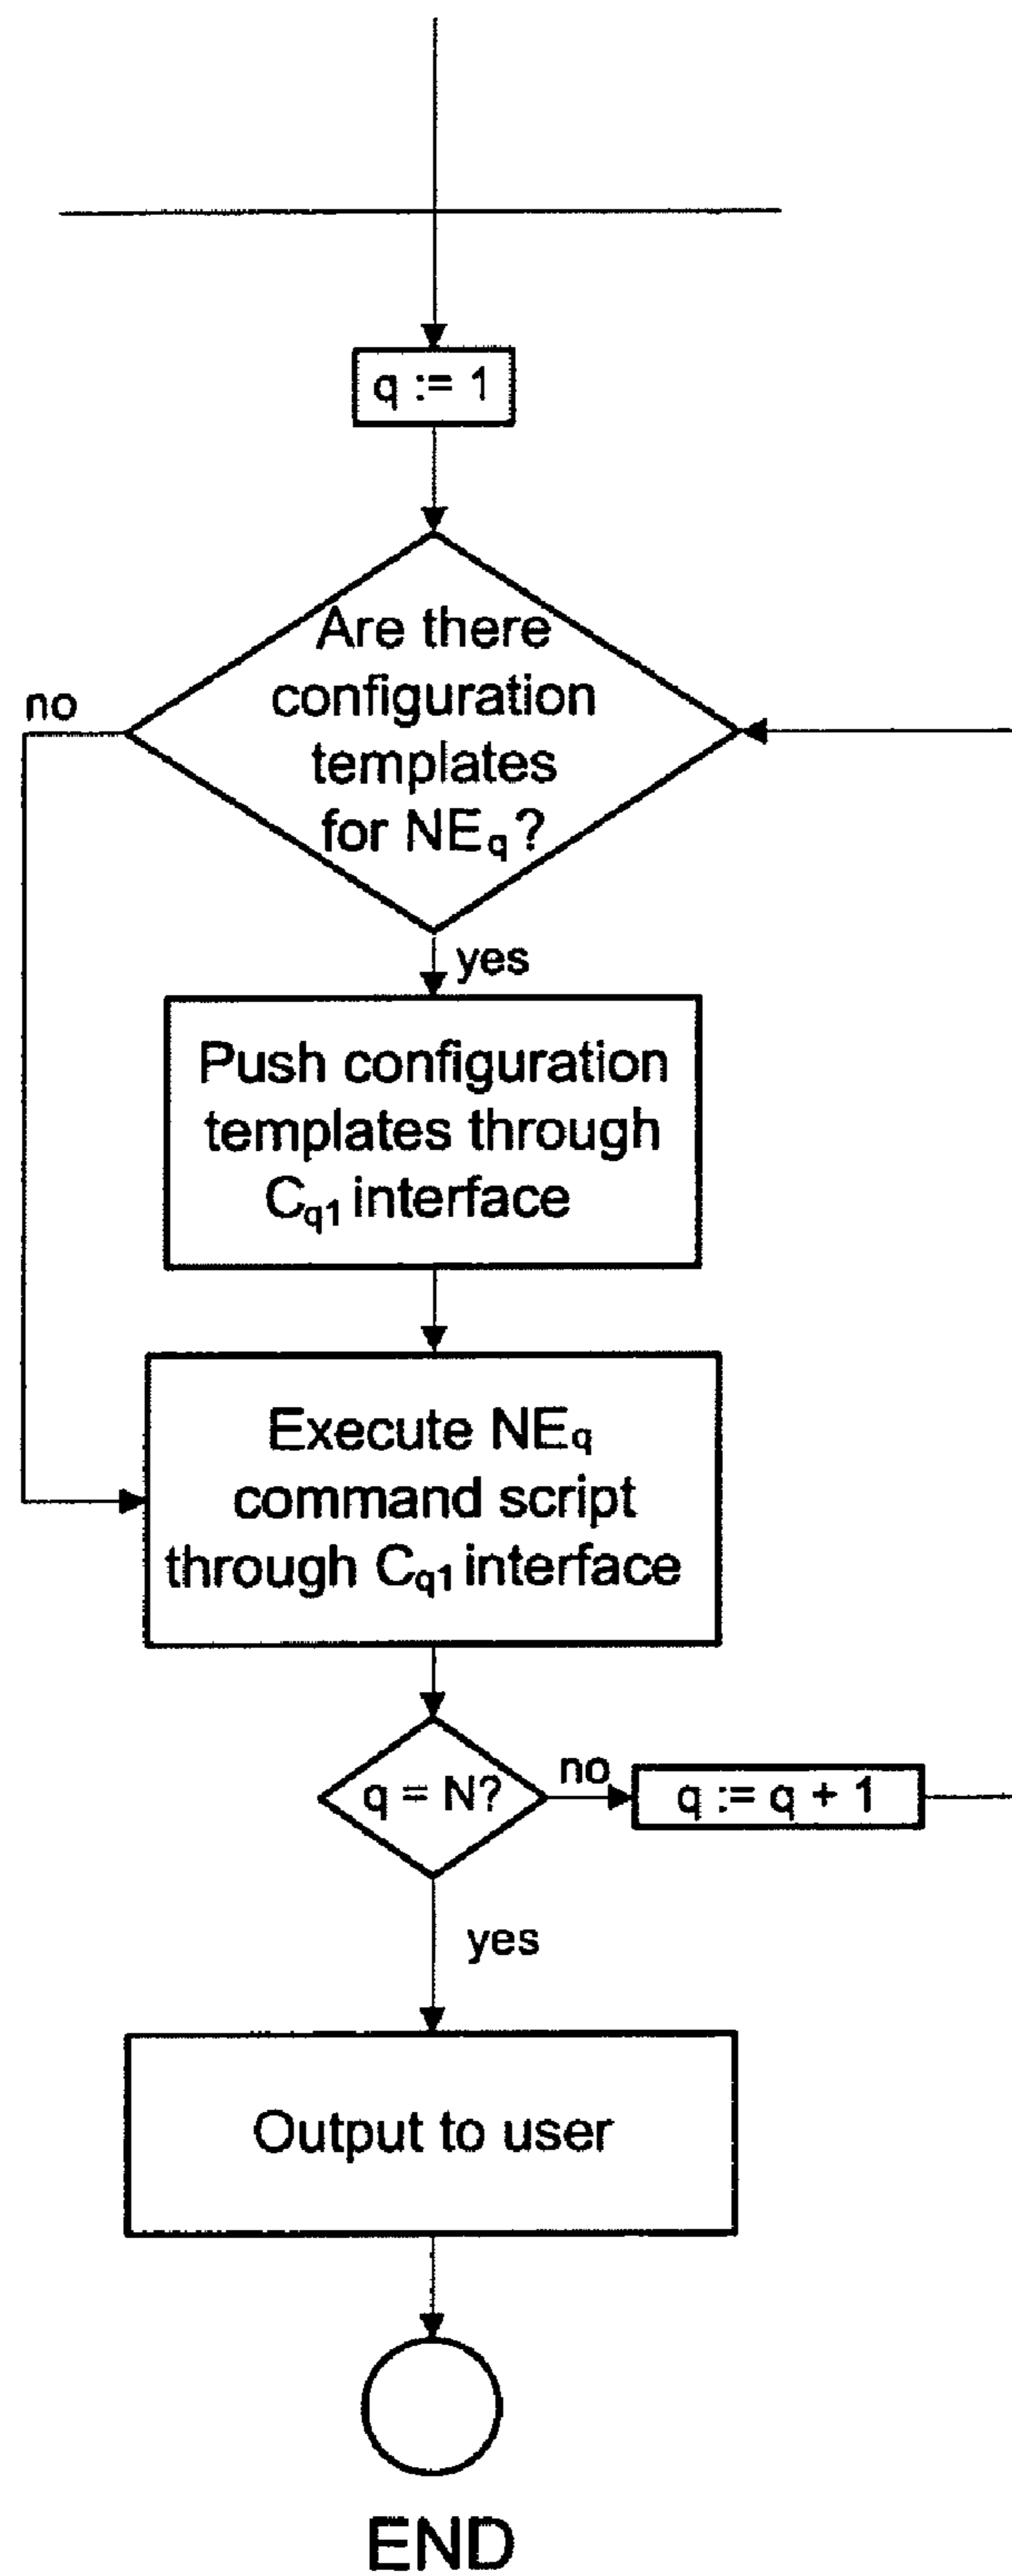 q := 1
Are there
configuration
templates
for NEq?
no
yes
Push configuration
templates through
Cq1 interface
Execute NEq
command script
through Cq1 interface
q = N?
no
q := q + 1
yes
Output to user
END